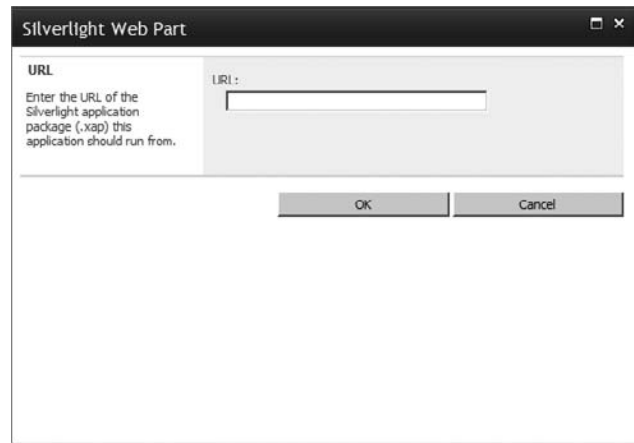 Silverlight Web Part
URL
Enter the URL of the
Silverlight application
package (.xap) this
application should run from.
URL:
OK
Cancel